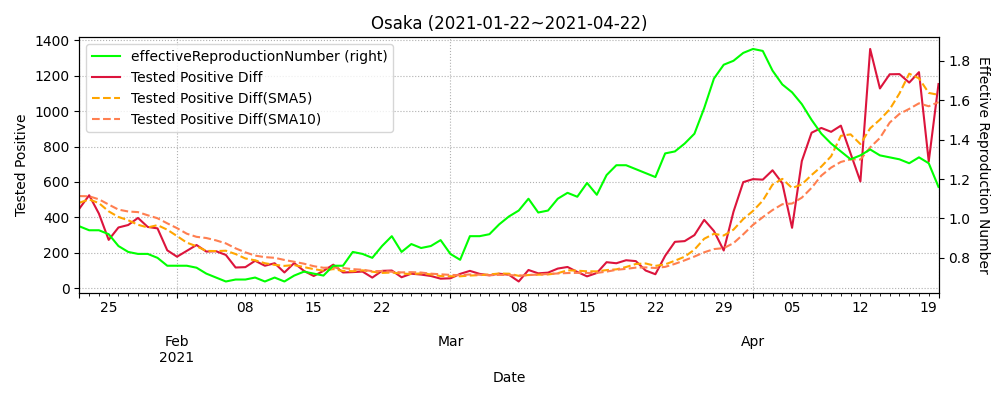 Osaka (2021-01-22~2021-04-22)
effectiveReproductionNumber (right)
Tested Positive Diff
Tested Positive Diff(SMA5)
Tested Positive Diff(SMA10)
Tested Positive
1400
1200
1000
800
600
400
200
0
1.8
1.6
1.4
1.2
1.0
0.8
Effective Reproduction Number
25 08 15 22 08 15 22 29 05 12 19
Feb Mar Apr
2021
Date